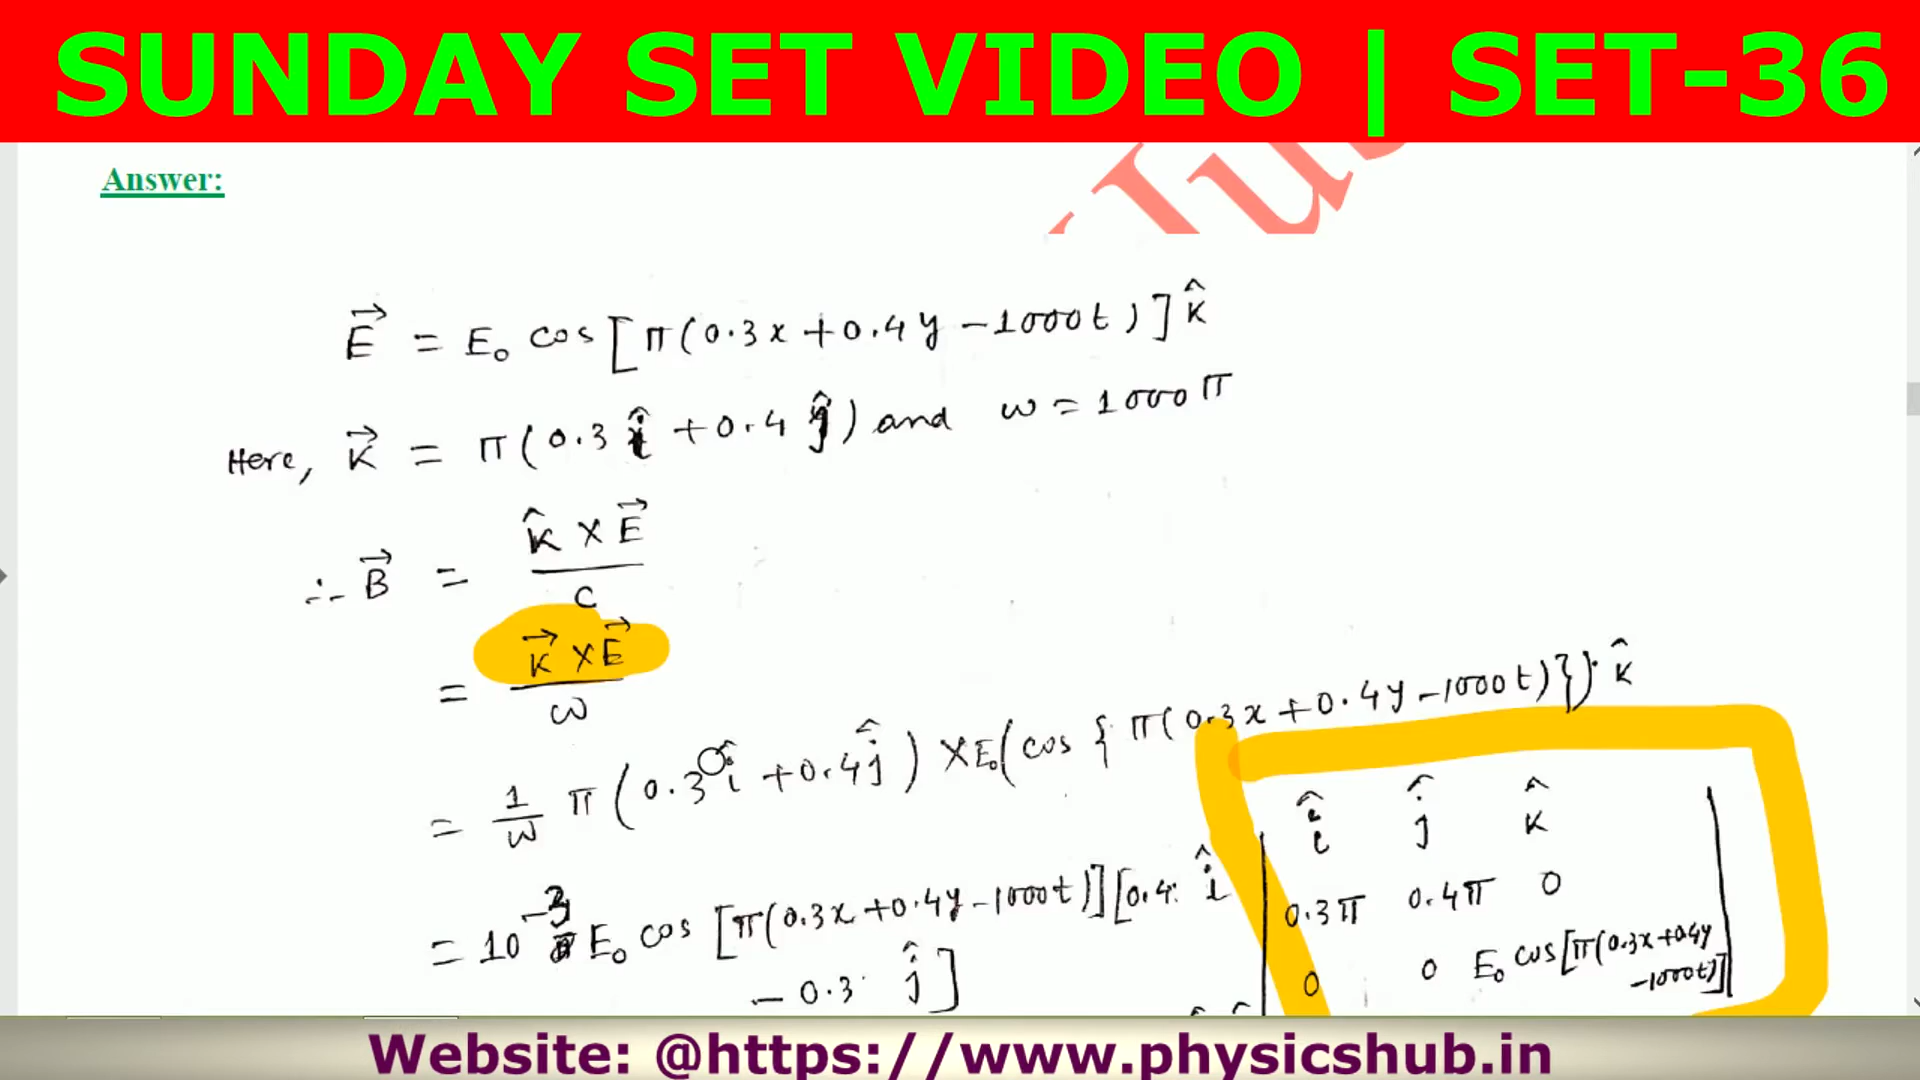 SUNDAY SET VIDEO | SET-36
Answer:
E⃗ = E₀ cos [π(0.3x + 0.4y − 1000t)] k̂
Here, K⃗ = π(0.3 î + 0.4 ĵ) and ω = 1000π
∴ B⃗ = k̂ × E⃗ / c
= K⃗ × E⃗ / ω
= 1/ω π(0.3 î + 0.4 ĵ) × E₀(cos {π(0.3x + 0.4y − 1000t)}). k̂
= 10⁻³ E₀ cos [π(0.3x + 0.4y − 1000t)] [0.4 î
− 0.3 ĵ]
î ĵ k̂
0.3π 0.4π 0
0 0 E₀ cos[π(0.3x + 0.4y
− 1000t)]
Website: @https://www.physicshub.in